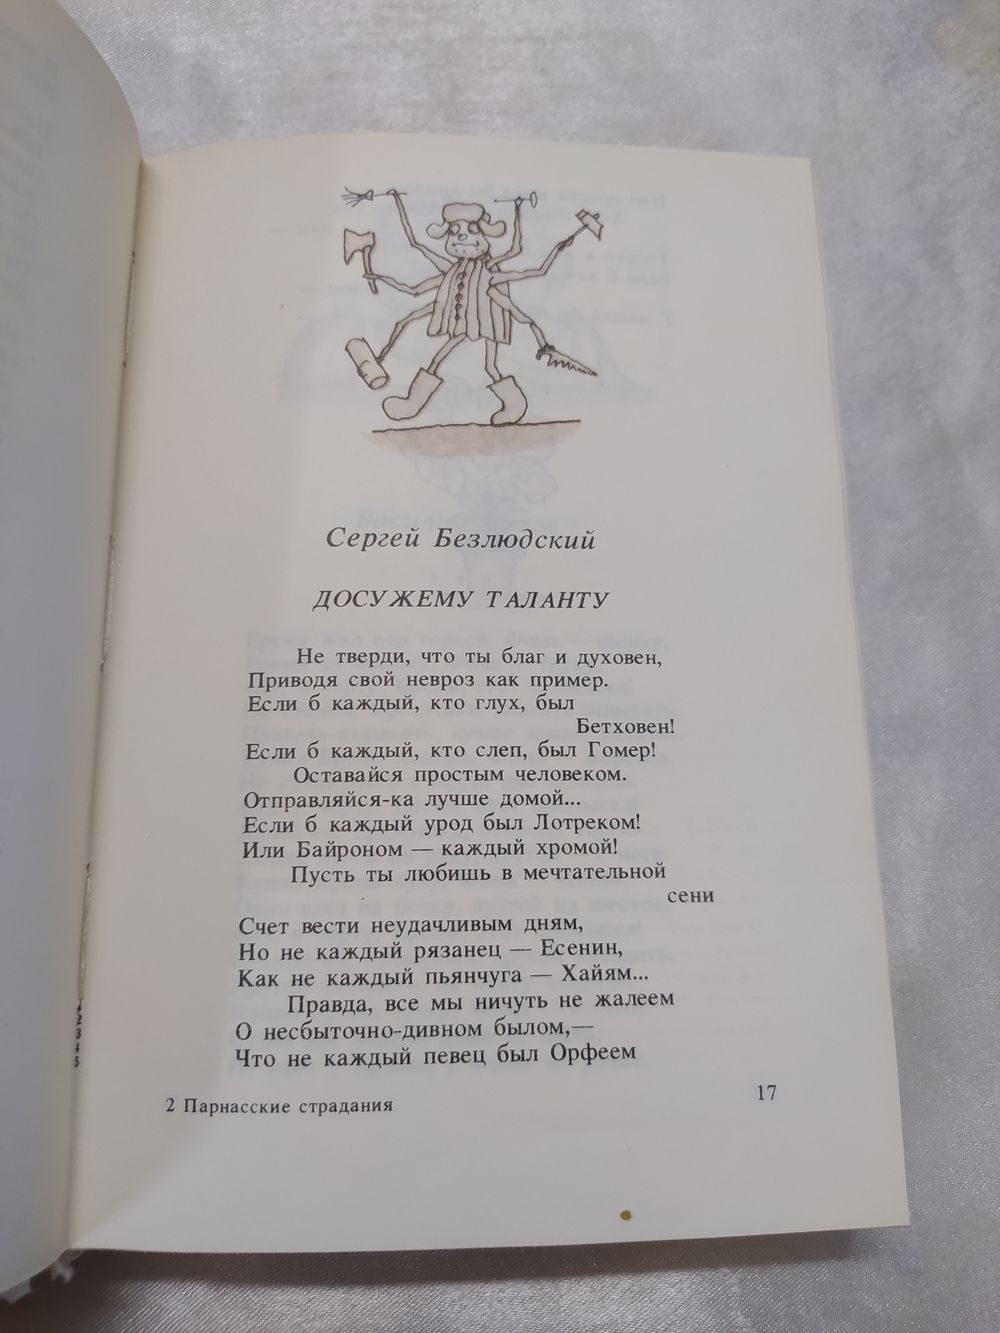 Сергей Безлюдский
ДОСУЖЕМУ ТАЛАНТУ
Не тверди, что ты благ и духовен,
Приводя свой невроз как пример.
Если б каждый, кто глух, был
Бетховен!
Если б каждый, кто слеп, был Гомер!
Оставайся простым человеком.
Отправляйся-ка лучше домой...
Если б каждый урод был Лотреком!
Или Байроном — каждый хромой!
Пусть ты любишь в мечтательной
сени
Счет вести неудачливым дням,
Но не каждый рязанец — Есенин,
Как не каждый пьянчуга — Хайям...
Правда, все мы ничуть не жалеем
О несбыточно-дивном былом,—
Что не каждый певец был Орфеем
2 Парнасские страдания
17